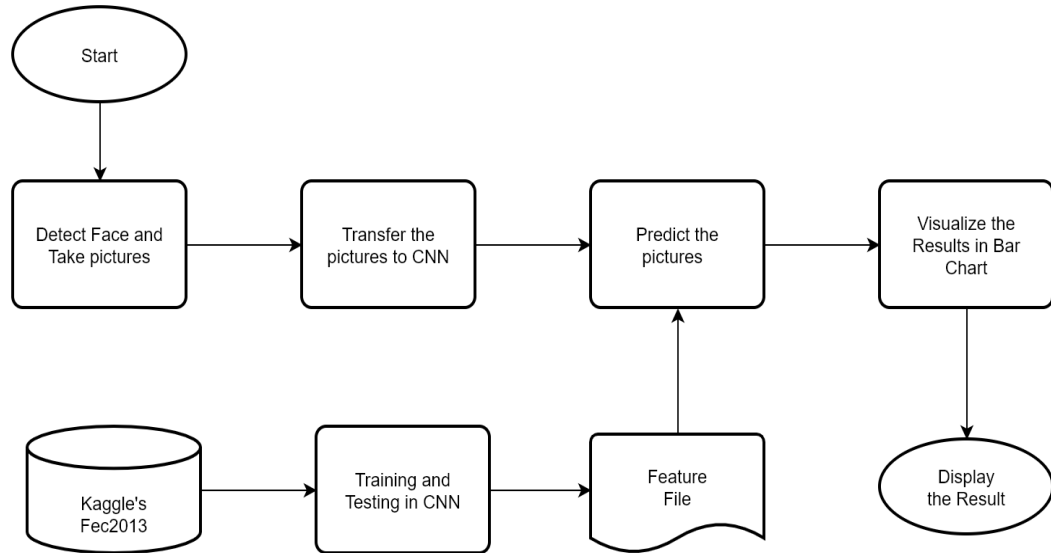 Start
Detect Face and
Take pictures
Transfer the
pictures to CNN
Predict the
pictures
Visualize the
Results in Bar
Chart
Kaggle's
Fec2013
Training and
Testing in CNN
Feature
File
Display
the Result